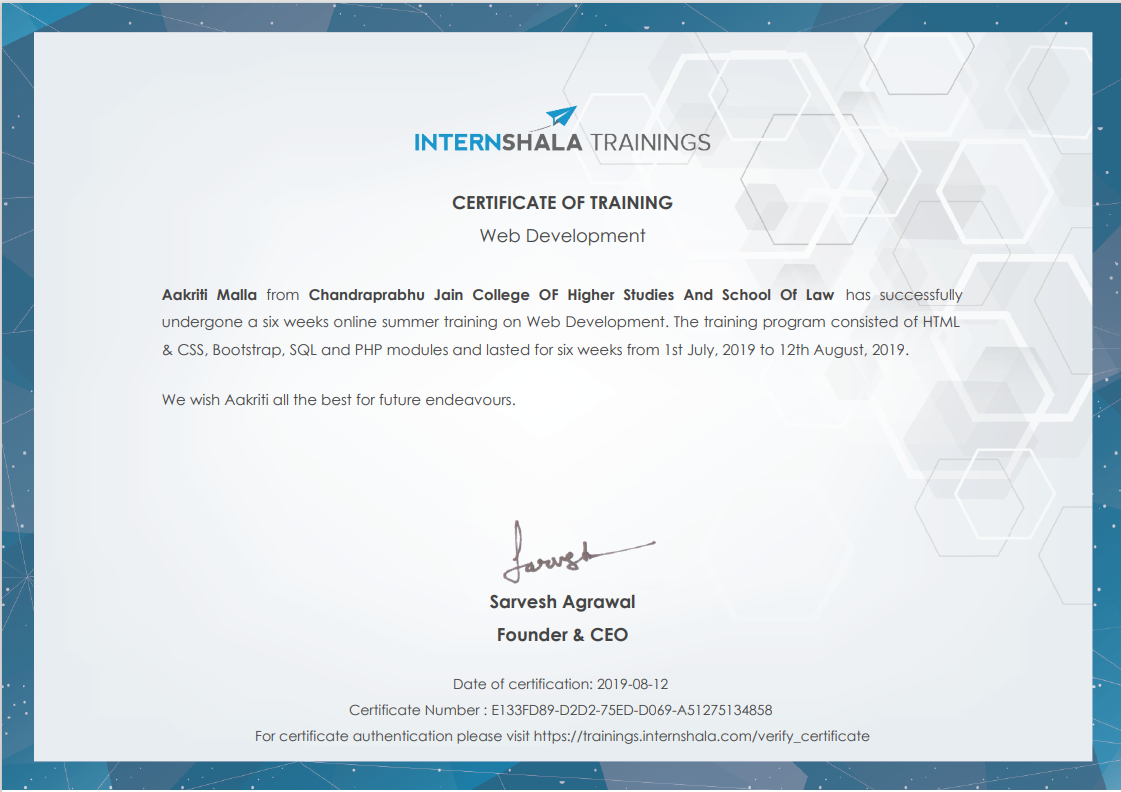 INTERNSHALA TRAININGS
CERTIFICATE OF TRAINING
Web Development
Aakriti Malla from Chandraprabhu Jain College OF Higher Studies And School Of Law has successfully
undergone a six weeks online summer training on Web Development. The training program consisted of HTML
& CSS, Bootstrap, SQL and PHP modules and lasted for six weeks from 1st July, 2019 to 12th August, 2019.
We wish Aakriti all the best for future endeavours.
Sarvesh
Sarvesh Agrawal
Founder & CEO
Date of certification: 2019-08-12
Certificate Number : E133FD89-D2D2-75ED-D069-A51275134858
For certificate authentication please visit https://trainings.internshala.com/verify_certificate